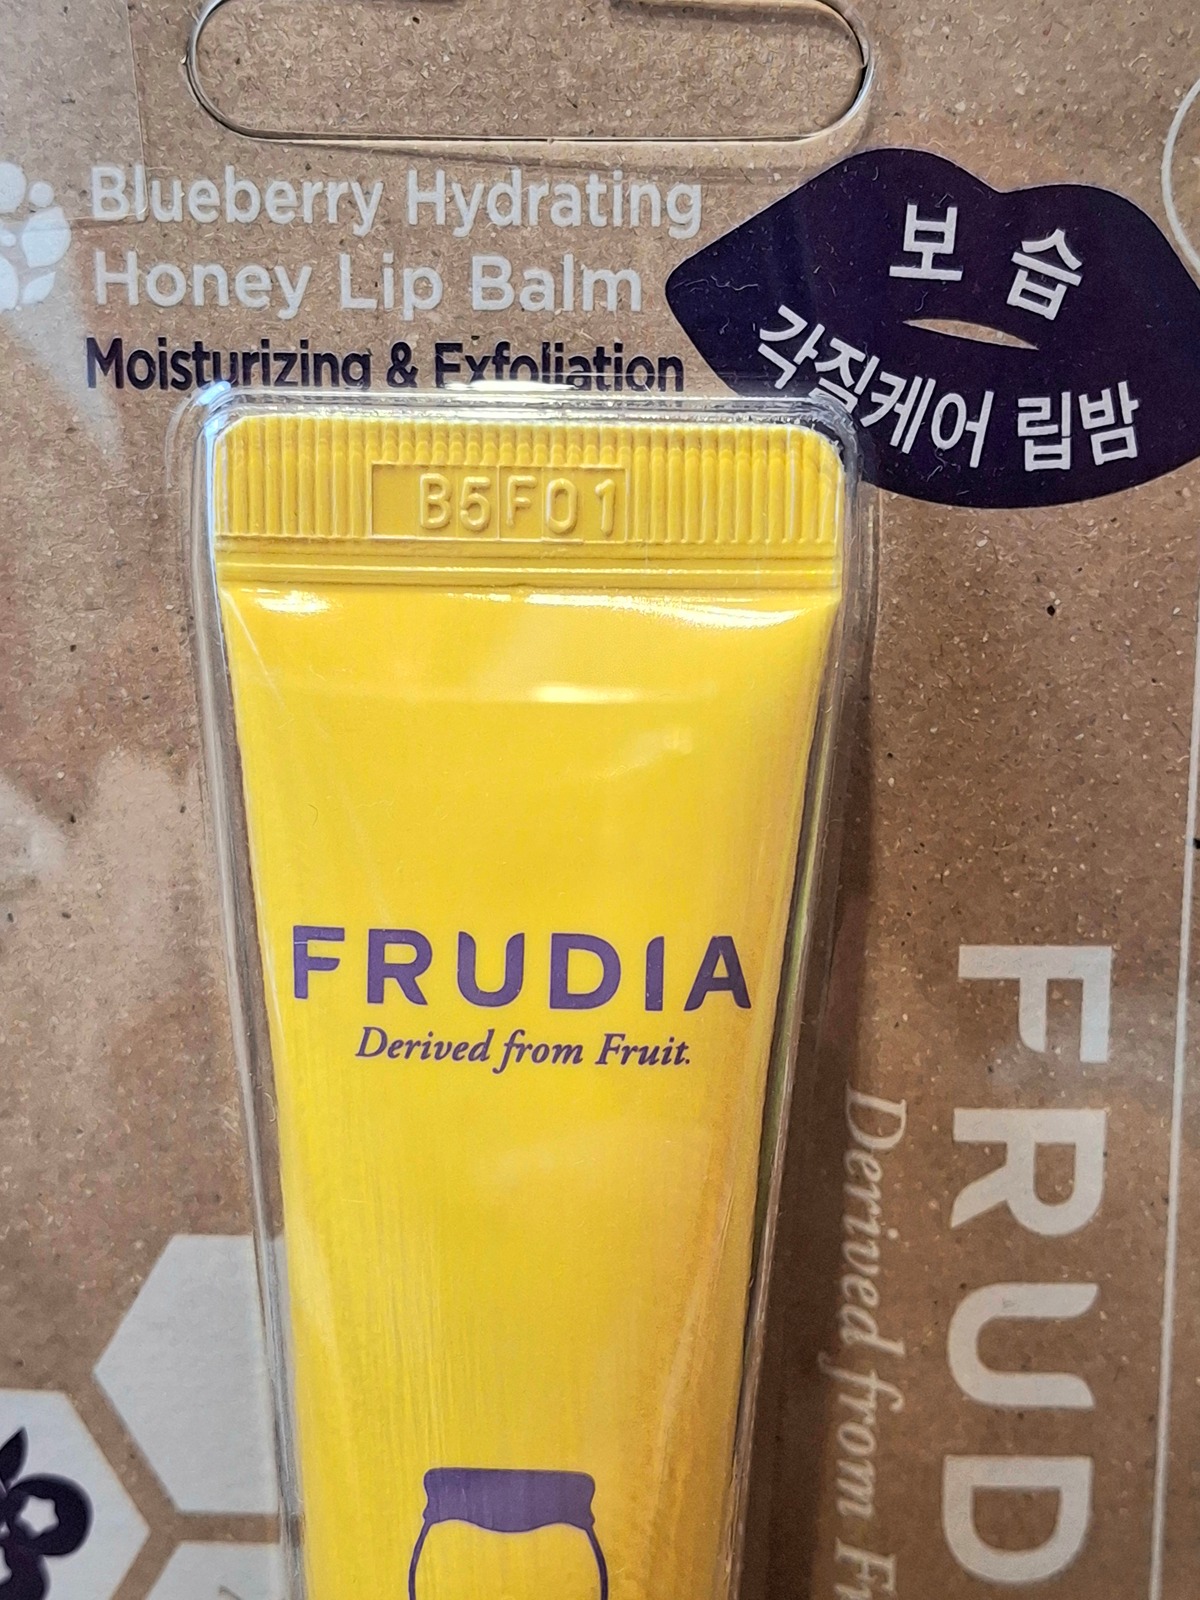 Blueberry Hydrating
Honey Lip Balm
Moisturizing & Exfoliation
보습
각질케어 립밤
B5F01
FRUDIA
Derived from Fruit.
FRUD
Derived from Fr